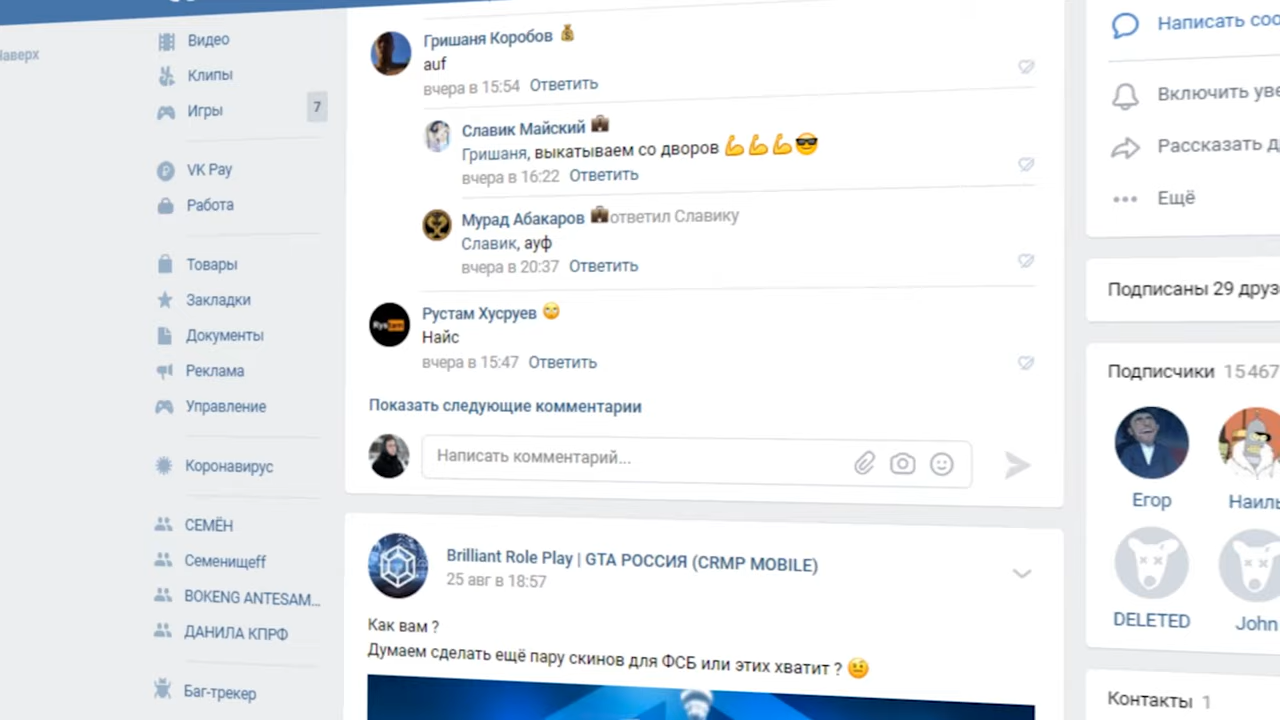 Наверх
Видео
Клипы
Игры
7
VK Pay
Работа
Товары
Закладки
Документы
Реклама
Управление
Коронавирус
СЕМЁН
Семенищеff
BOKENG ANTESAM...
ДАНИЛА КПРФ
Баг-трекер
Гришаня Коробов
auf
вчера в 15:54 Ответить
Славик Майский
Гришаня, выкатываем со дворов 💪💪💪😎
вчера в 16:22 Ответить
Мурад Абакаров ответил Славику
Славик, ауф
вчера в 20:37 Ответить
Рустам Хусруев
Найс
вчера в 15:47 Ответить
Показать следующие комментарии
Написать комментарий...
Brilliant Role Play | GTA РОССИЯ (CRMP MOBILE)
25 авг в 18:57
Как вам ?
Думаем сделать ещё пару скинов для ФСБ или этих хватит ? 🤨
Написать соо
Включить уве
Рассказать д
Ещё
Подписаны 29 друз
Подписчики 15 467
Егор
Наиль
DELETED
John
Контакты 1